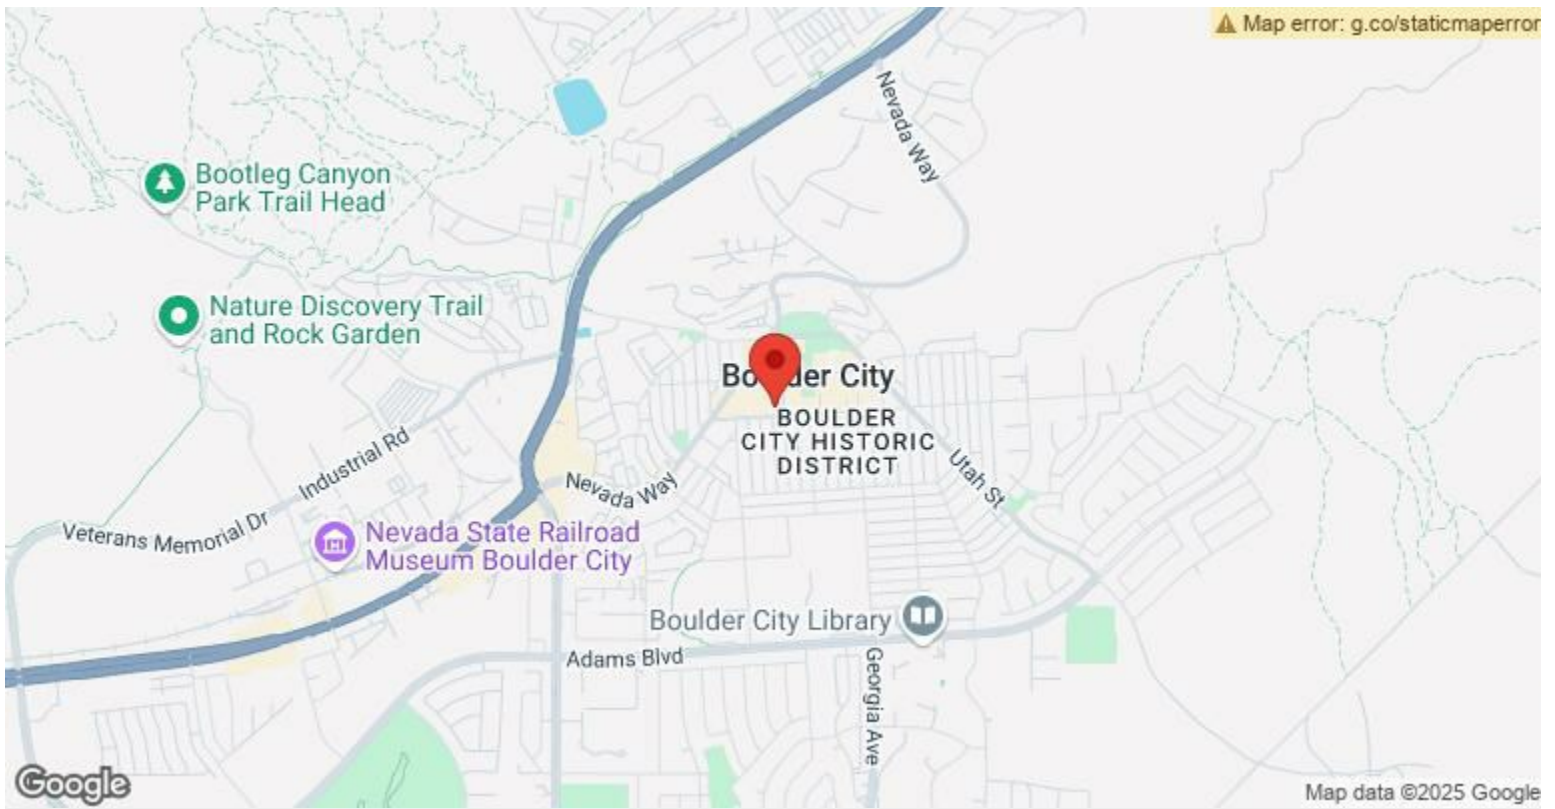 Map error: g.co/staticmaperror
Nevada Way
Bootleg Canyon
Park Trail Head
Nature Discovery Trail
and Rock Garden
Boulder City
BOULDER
CITY HISTORIC
DISTRICT
Industrial Rd
Nevada Way
Utah St
Veterans Memorial Dr
Nevada State Railroad
Museum Boulder City
Boulder City Library
Adams Blvd
Georgia Ave
Google
Map data ©2025 Google